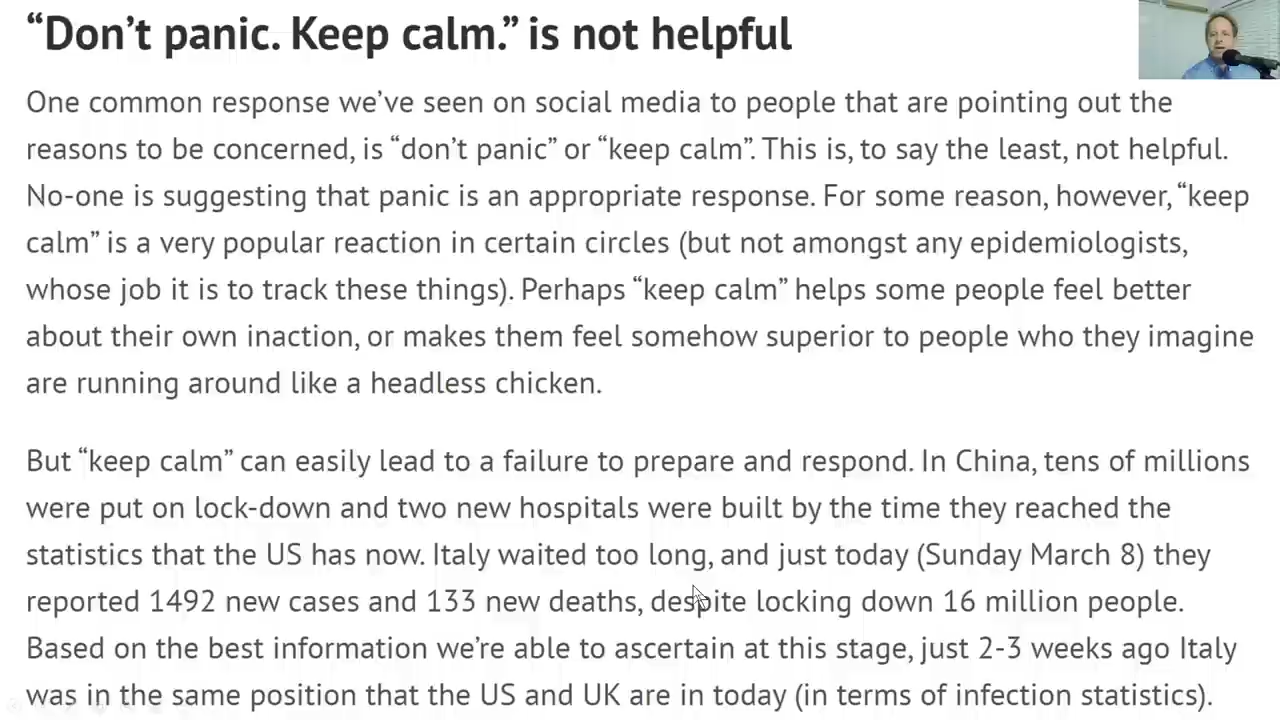 “Don’t panic. Keep calm.” is not helpful
One common response we’ve seen on social media to people that are pointing out the
reasons to be concerned, is “don’t panic” or “keep calm”. This is, to say the least, not helpful.
No-one is suggesting that panic is an appropriate response. For some reason, however, “keep
calm” is a very popular reaction in certain circles (but not amongst any epidemiologists,
whose job it is to track these things). Perhaps “keep calm” helps some people feel better
about their own inaction, or makes them feel somehow superior to people who they imagine
are running around like a headless chicken.
But “keep calm” can easily lead to a failure to prepare and respond. In China, tens of millions
were put on lock-down and two new hospitals were built by the time they reached the
statistics that the US has now. Italy waited too long, and just today (Sunday March 8) they
reported 1492 new cases and 133 new deaths, despite locking down 16 million people.
Based on the best information we’re able to ascertain at this stage, just 2-3 weeks ago Italy
was in the same position that the US and UK are in today (in terms of infection statistics).